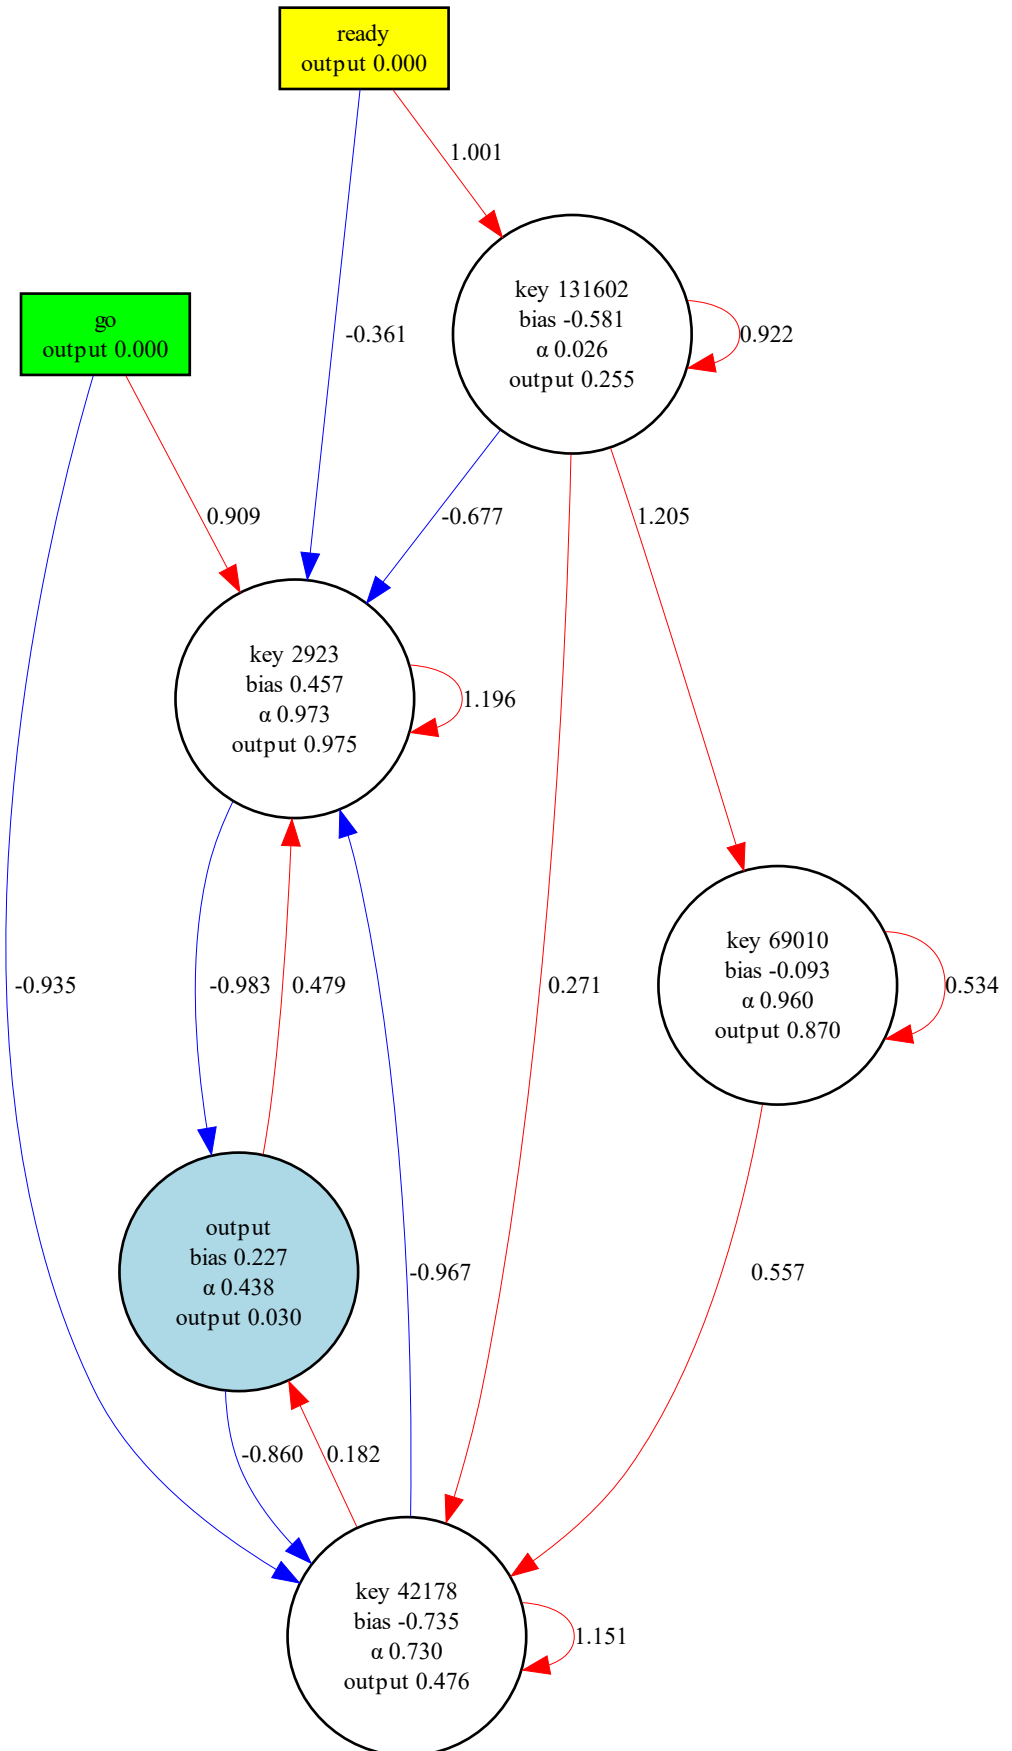 ready
output 0.000
1.001
key 131602
bias -0.581
α 0.026
output 0.255
0.922
go
output 0.000
-0.361
0.909
-0.677
1.205
key 2923
bias 0.457
α 0.973
output 0.975
1.196
key 69010
bias -0.093
α 0.960
output 0.870
0.534
-0.935
-0.983
0.479
0.271
output
bias 0.227
α 0.438
output 0.030
-0.967
0.557
-0.860
0.182
key 42178
bias -0.735
α 0.730
output 0.476
1.151